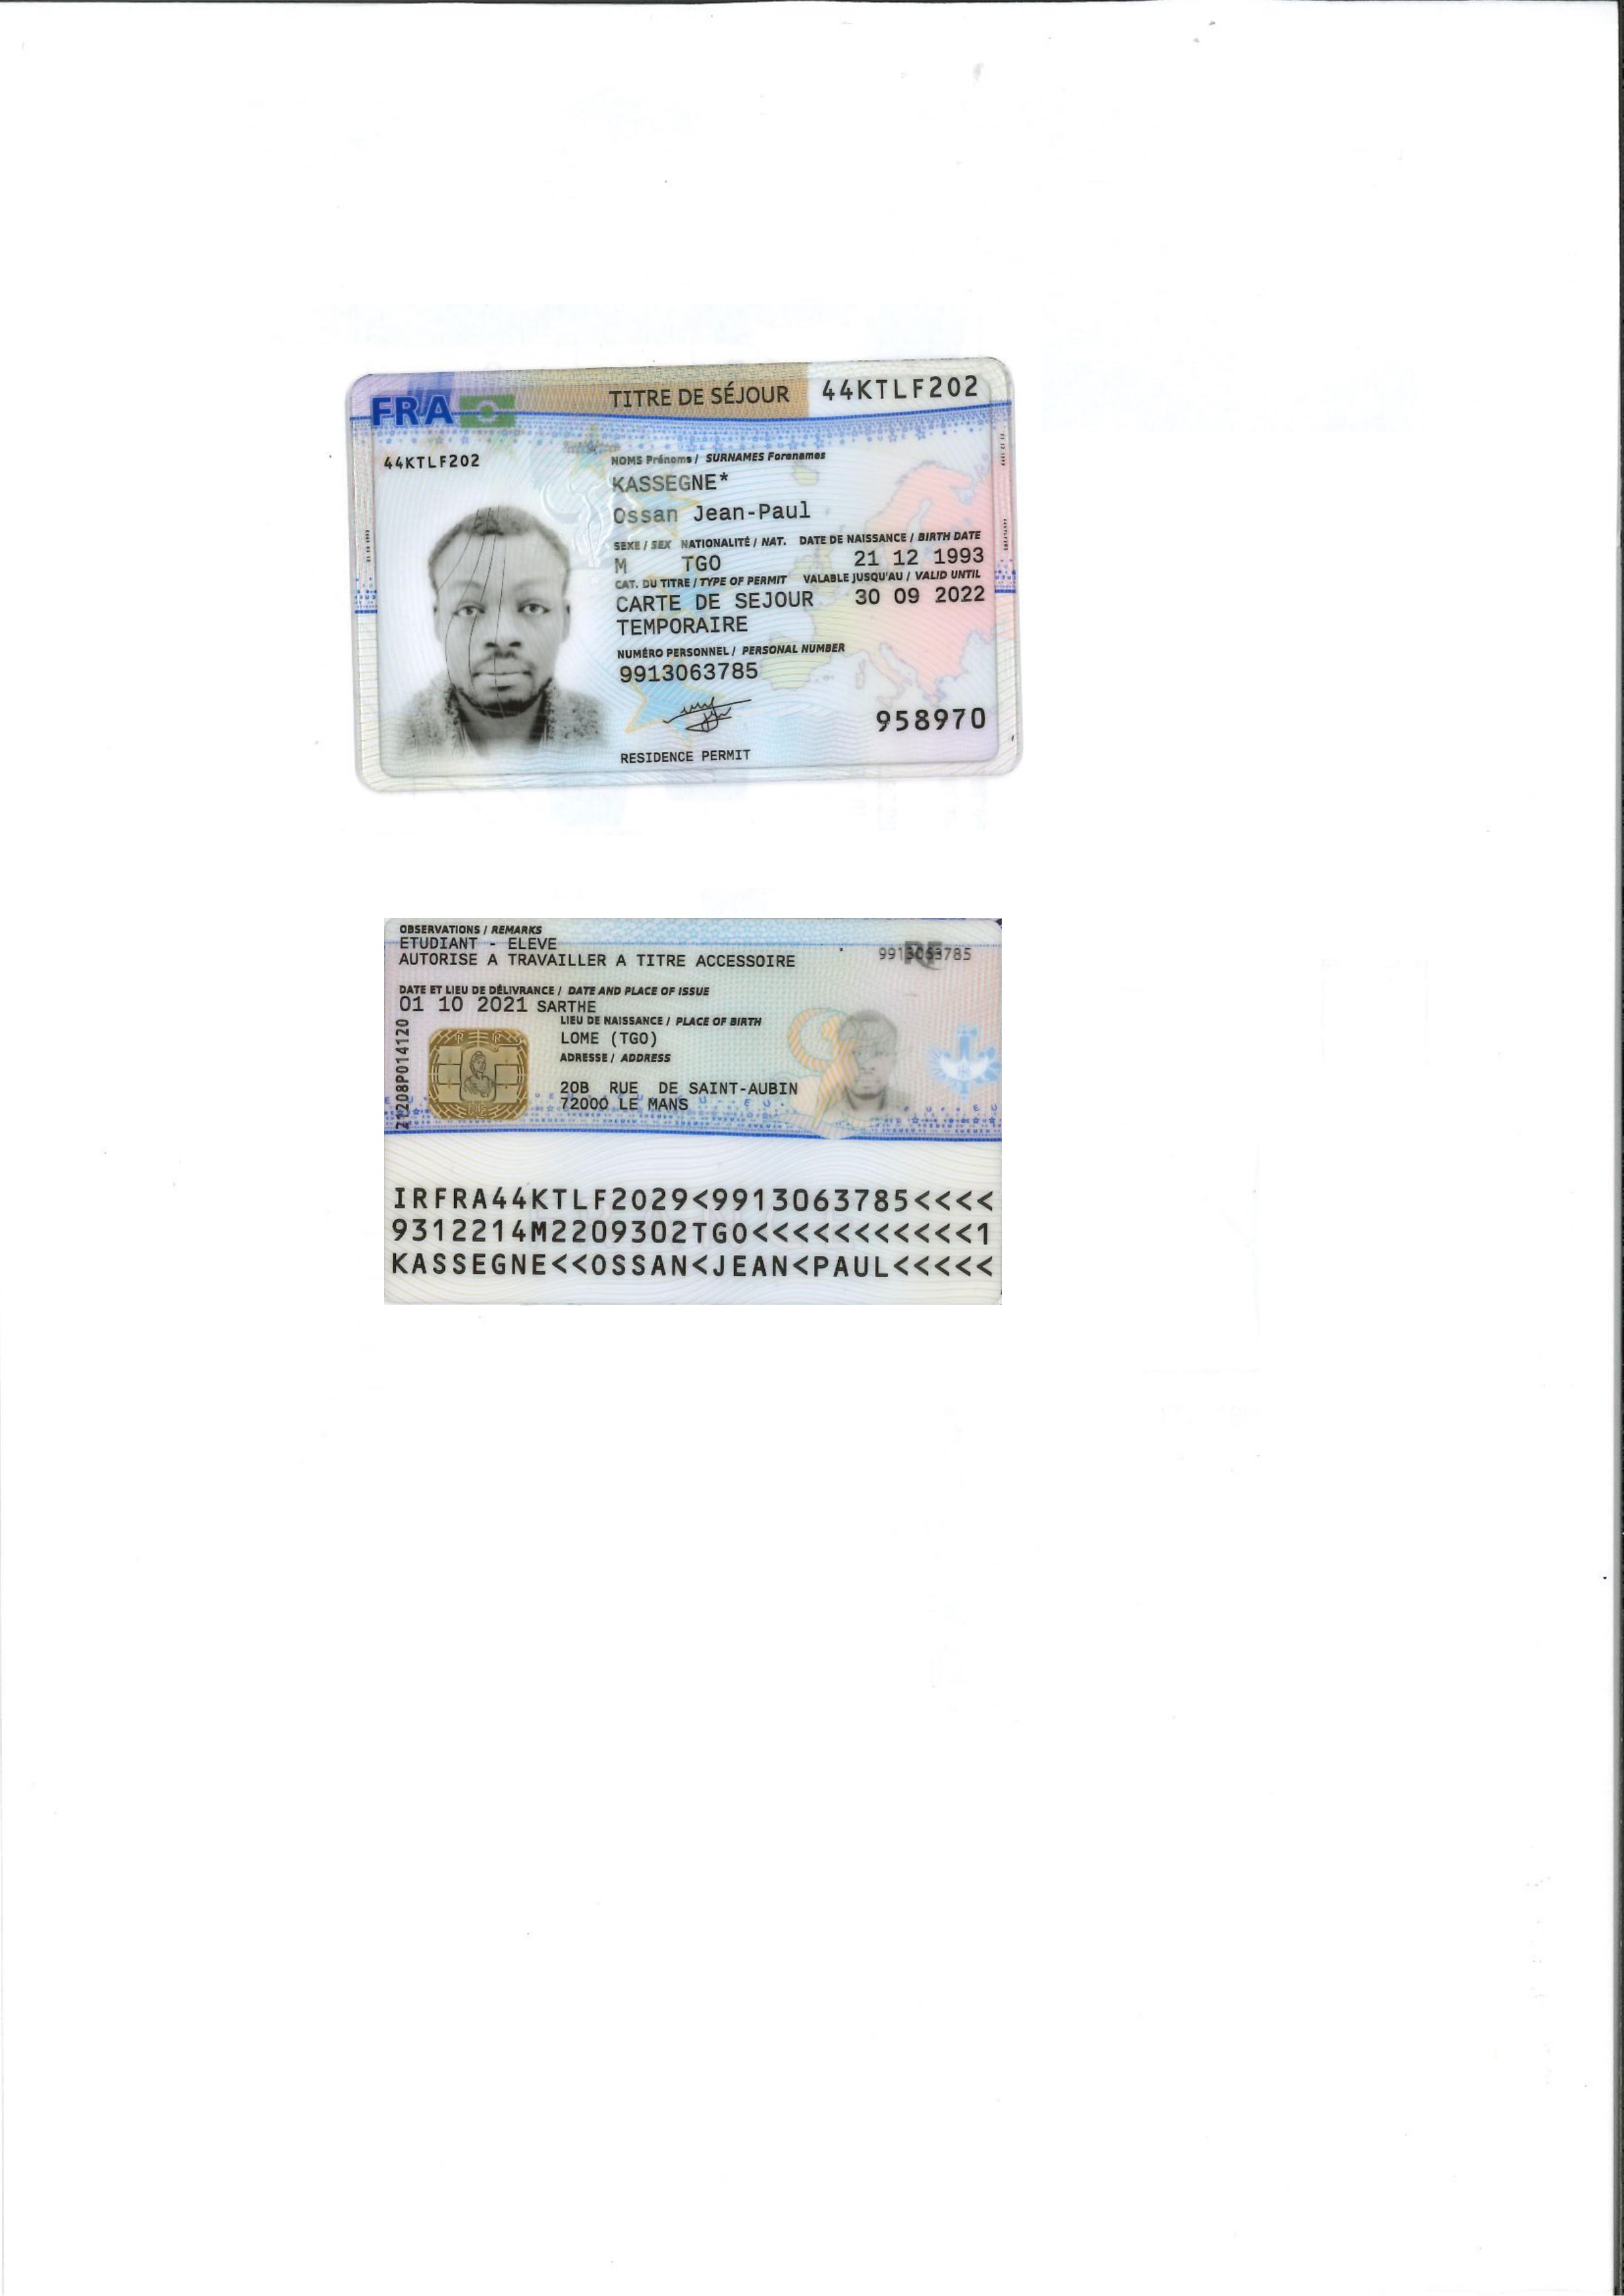 FRA
TITRE DE SÉJOUR
44KTLF202
44KTLF202
NOMS Prénoms / SURNAMES Forenames
KASSEGNE*
Ossan Jean-Paul
SEXE / SEX NATIONALITÉ / NAT. DATE DE NAISSANCE / BIRTH DATE
M TGO 21 12 1993
CAT. DU TITRE / TYPE OF PERMIT VALABLE JUSQU'AU / VALID UNTIL
CARTE DE SEJOUR 30 09 2022
TEMPORAIRE
NUMÉRO PERSONNEL / PERSONAL NUMBER
9913063785
958970
RESIDENCE PERMIT
OBSERVATIONS / REMARKS
ETUDIANT - ELEVE
AUTORISE A TRAVAILLER A TITRE ACCESSOIRE
9913063785
RF
DATE ET LIEU DE DÉLIVRANCE / DATE AND PLACE OF ISSUE
01 10 2021 SARTHE
LIEU DE NAISSANCE / PLACE OF BIRTH
LOME (TGO)
ADRESSE / ADDRESS
20B RUE DE SAINT-AUBIN
72000 LE MANS
IRFRA44KTLF2029<9913063785<<<<
9312214M2209302TGO<<<<<<<<<<<1
KASSEGNE<<OSSAN<JEAN<PAUL<<<<<